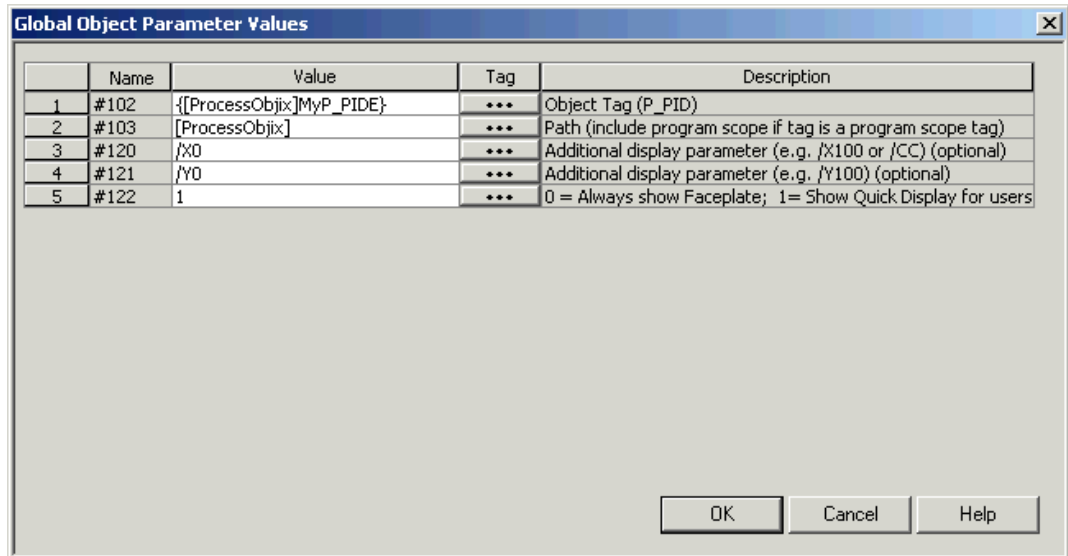 Global Object Parameter Values
Name Value Tag Description
1 #102 {[ProcessObjix]MyP_PIDE} ••• Object Tag (P_PID)
2 #103 [ProcessObjix] ••• Path (include program scope if tag is a program scope tag)
3 #120 /X0 ••• Additional display parameter (e.g. /X100 or /CC) (optional)
4 #121 /Y0 ••• Additional display parameter (e.g. /Y100) (optional)
5 #122 1 ••• 0 = Always show Faceplate;  1= Show Quick Display for users
OK Cancel Help